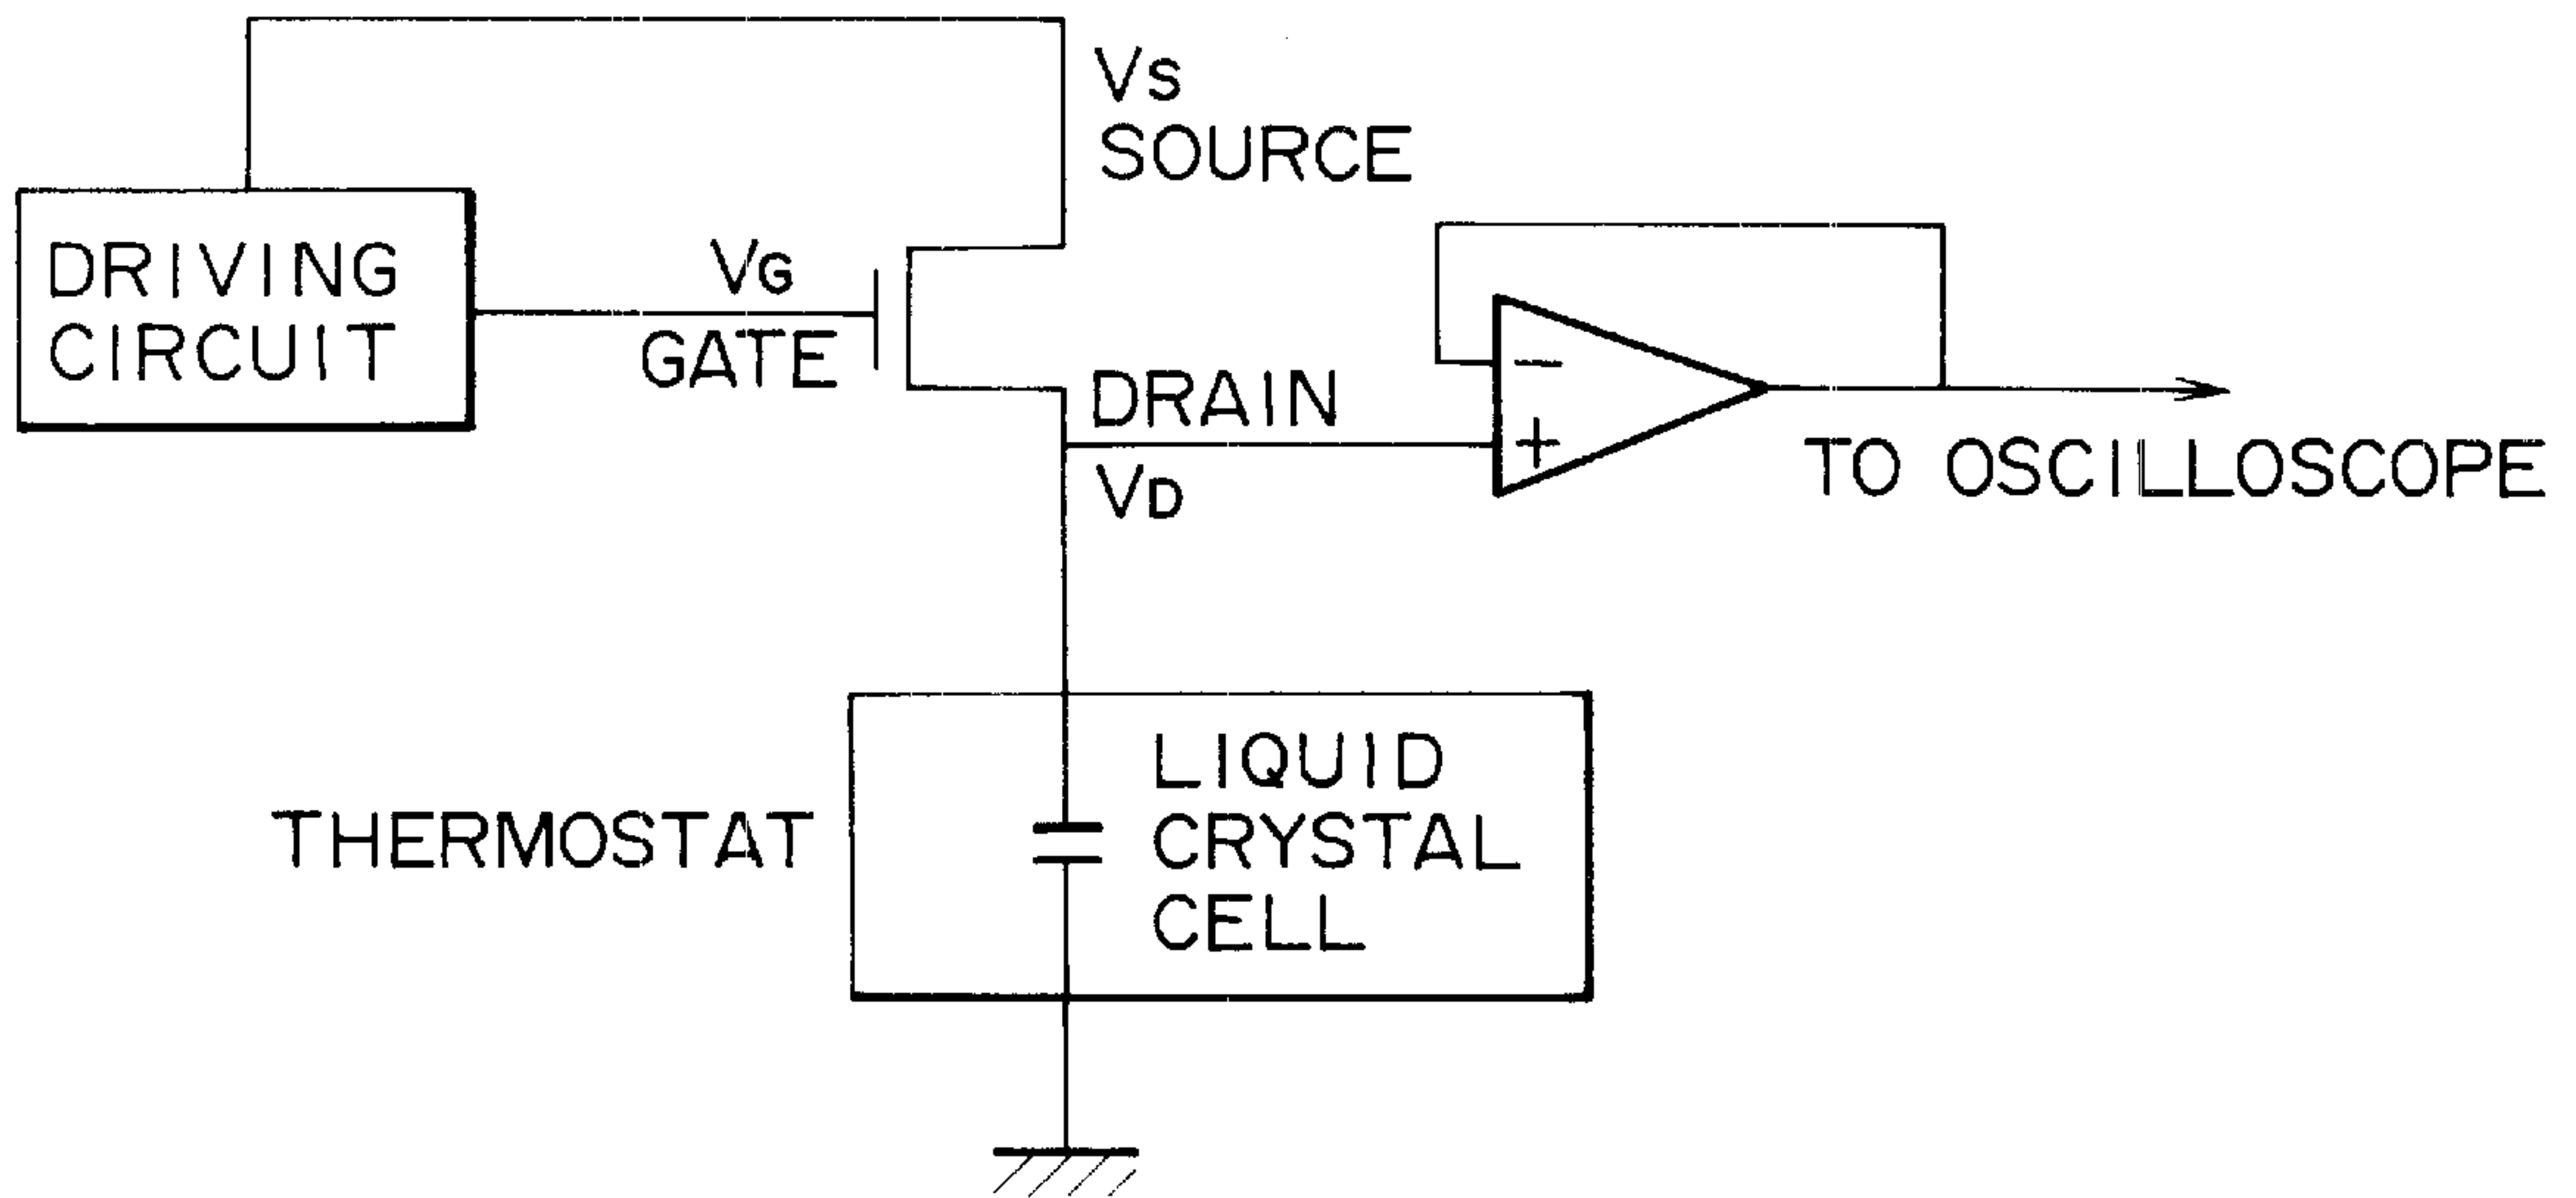 VS
SOURCE
DRIVING
CIRCUIT
VG
GATE
DRAIN
VD
−
+
TO OSCILLOSCOPE
THERMOSTAT
LIQUID
CRYSTAL
CELL